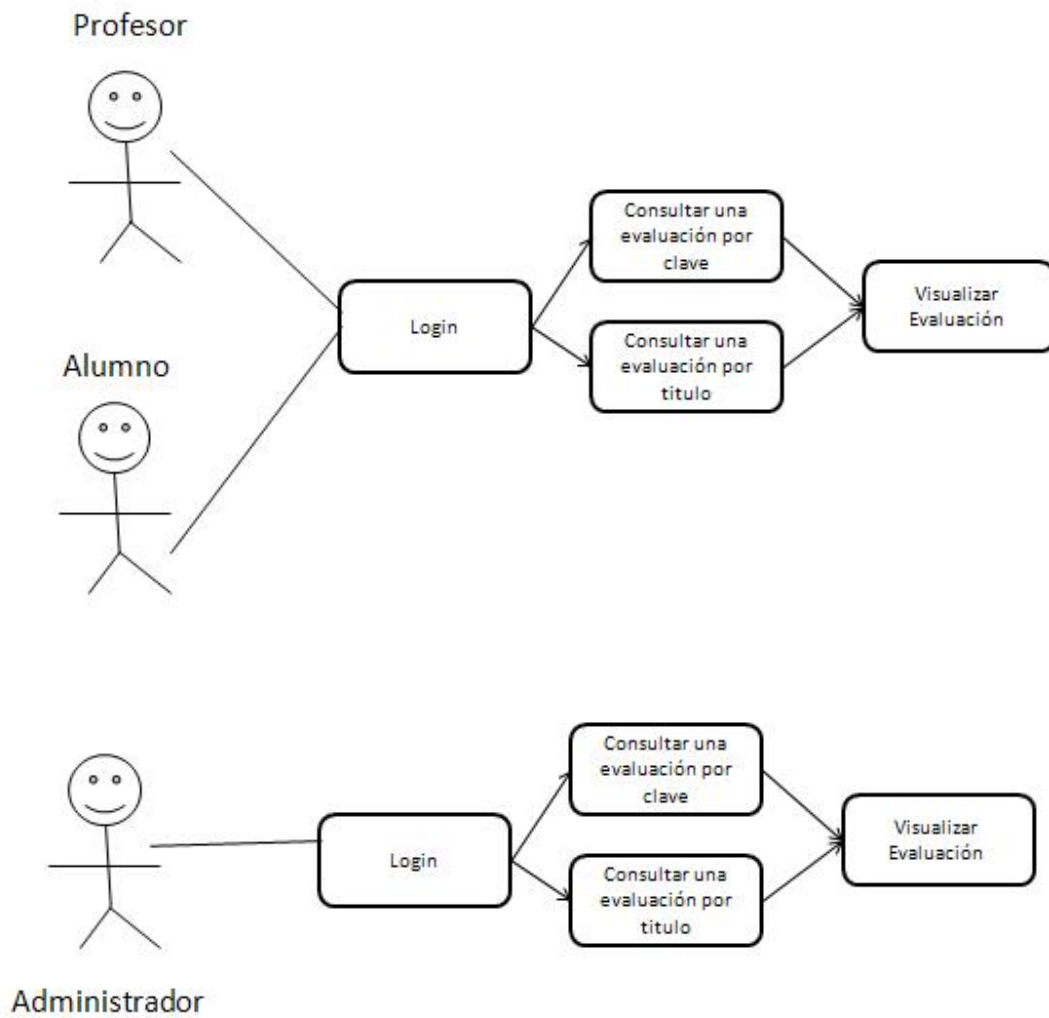 Profesor
Consultar una
evaluación por
clave
Visualizar
Evaluación
Login
Consultar una
evaluación por
titulo
Alumno
Consultar una
evaluación por
clave
Visualizar
Evaluación
Login
Consultar una
evaluación por
titulo
Administrador